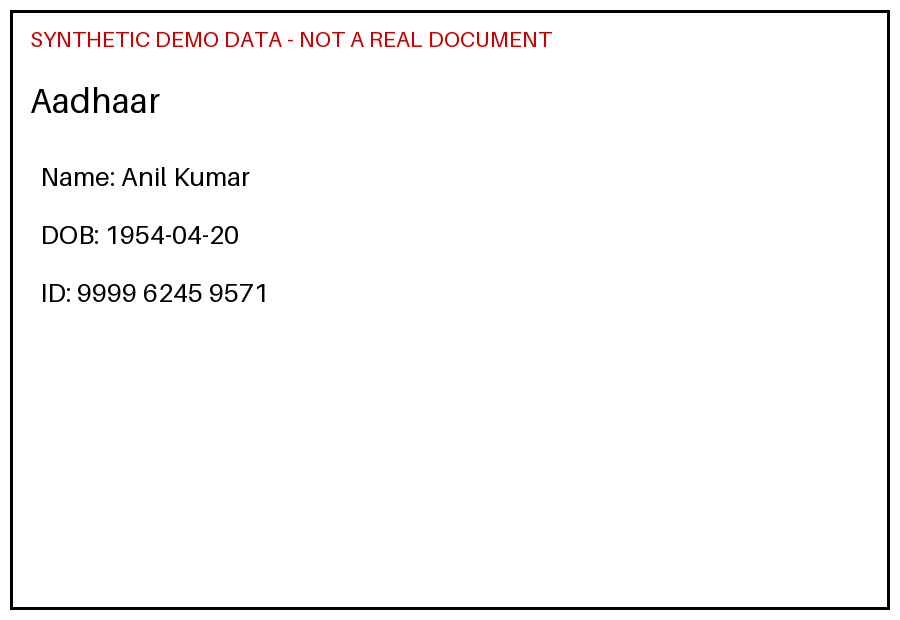 SYNTHETIC DEMO DATA - NOT A REAL DOCUMENT
Aadhaar
Name: Anil Kumar
DOB: 1954-04-20
ID: 9999 6245 9571